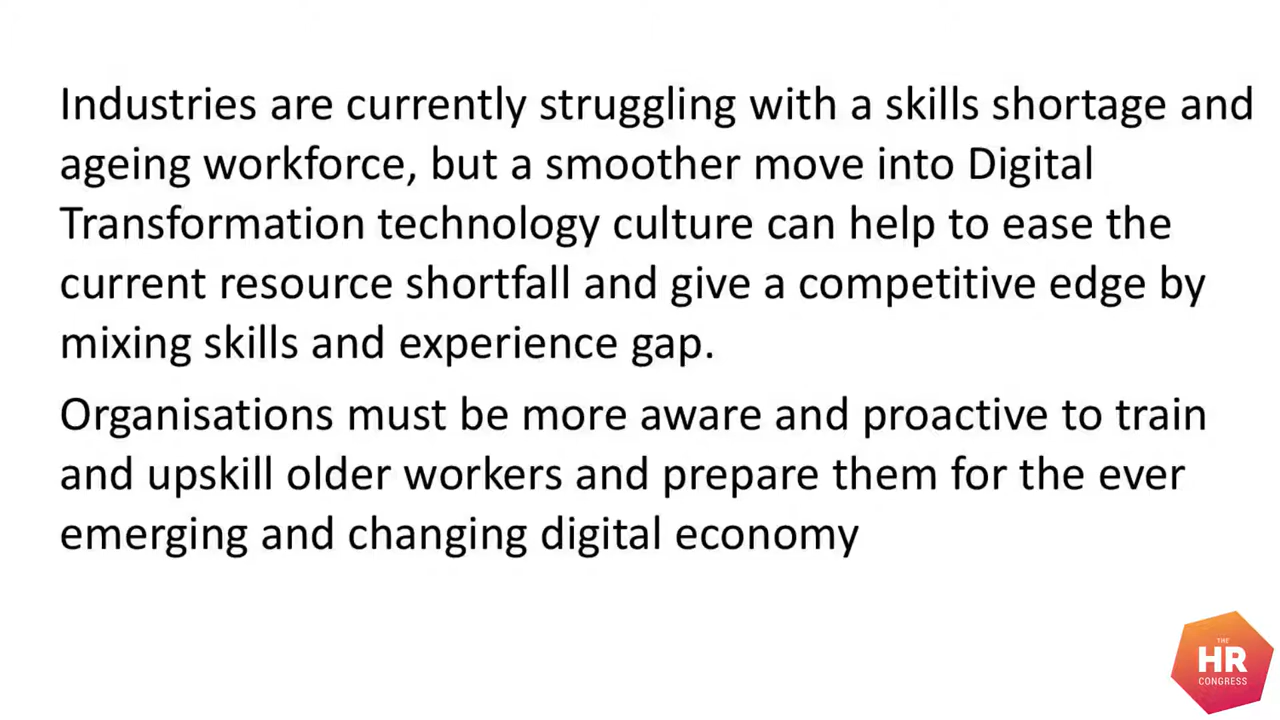 Industries are currently struggling with a skills shortage and
ageing workforce, but a smoother move into Digital
Transformation technology culture can help to ease the
current resource shortfall and give a competitive edge by
mixing skills and experience gap.
Organisations must be more aware and proactive to train
and upskill older workers and prepare them for the ever
emerging and changing digital economy
THE
HR
CONGRESS